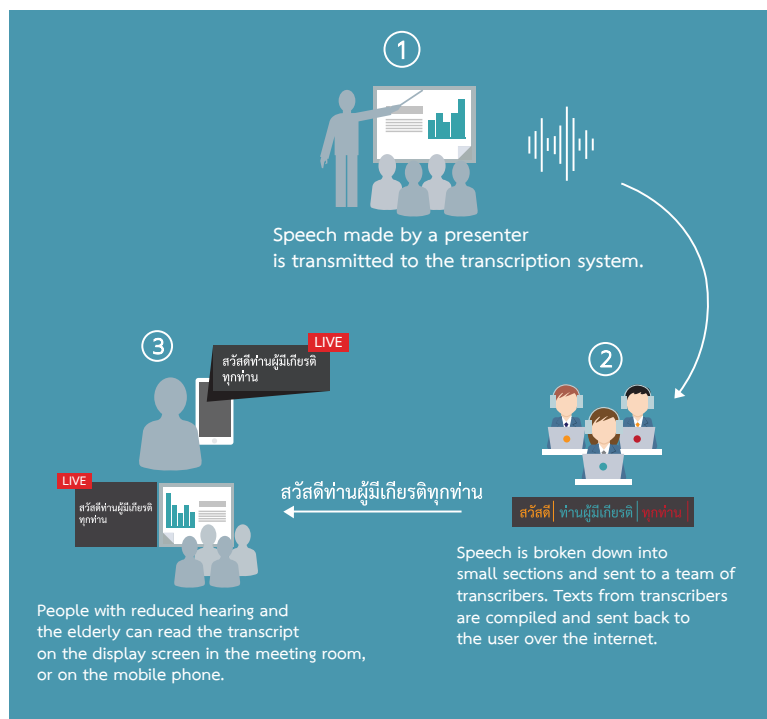 1
Speech made by a presenter
is transmitted to the transcription system.
2
สวัสดี ท่านผู้มีเกียรติ ทุกท่าน
Speech is broken down into
small sections and sent to a team of
transcribers. Texts from transcribers
are compiled and sent back to
the user over the internet.
สวัสดีท่านผู้มีเกียรติทุกท่าน
3
LIVE
สวัสดีท่านผู้มีเกียรติ
ทุกท่าน
LIVE
สวัสดีท่านผู้มีเกียรติ
ทุกท่าน
People with reduced hearing and
the elderly can read the transcript
on the display screen in the meeting room,
or on the mobile phone.